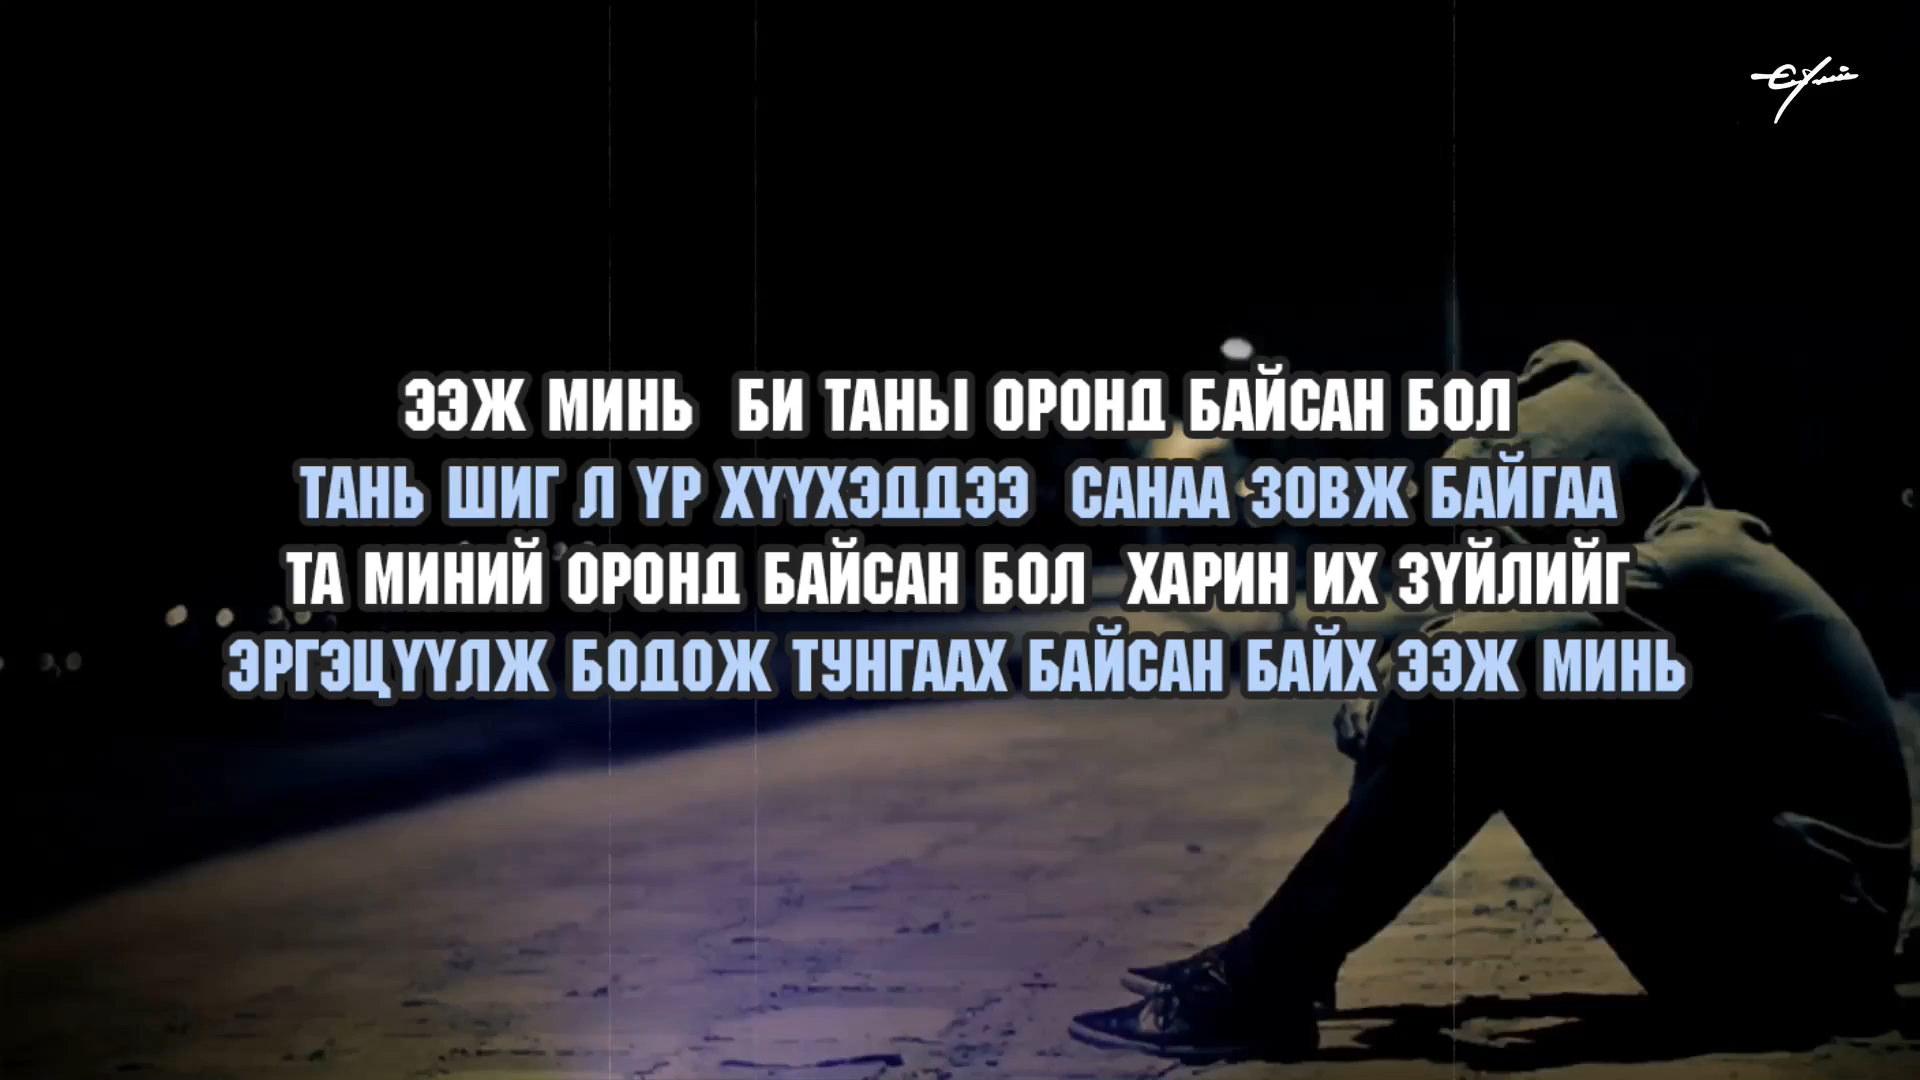 ЭЭЖ МИНЬ БИ ТАНЫ ОРОНД БАЙСАН БОЛ
ТАНЬ ШИГ Л ҮР ХҮҮХЭДДЭЭ САНАА ЗОВЖ БАЙГАА
ТА МИНИЙ ОРОНД БАЙСАН БОЛ ХАРИН ИХ ЗҮЙЛИЙГ
ЭРГЭЦҮҮЛЖ БОДОЖ ТУНГААХ БАЙСАН БАЙХ ЭЭЖ МИНЬ